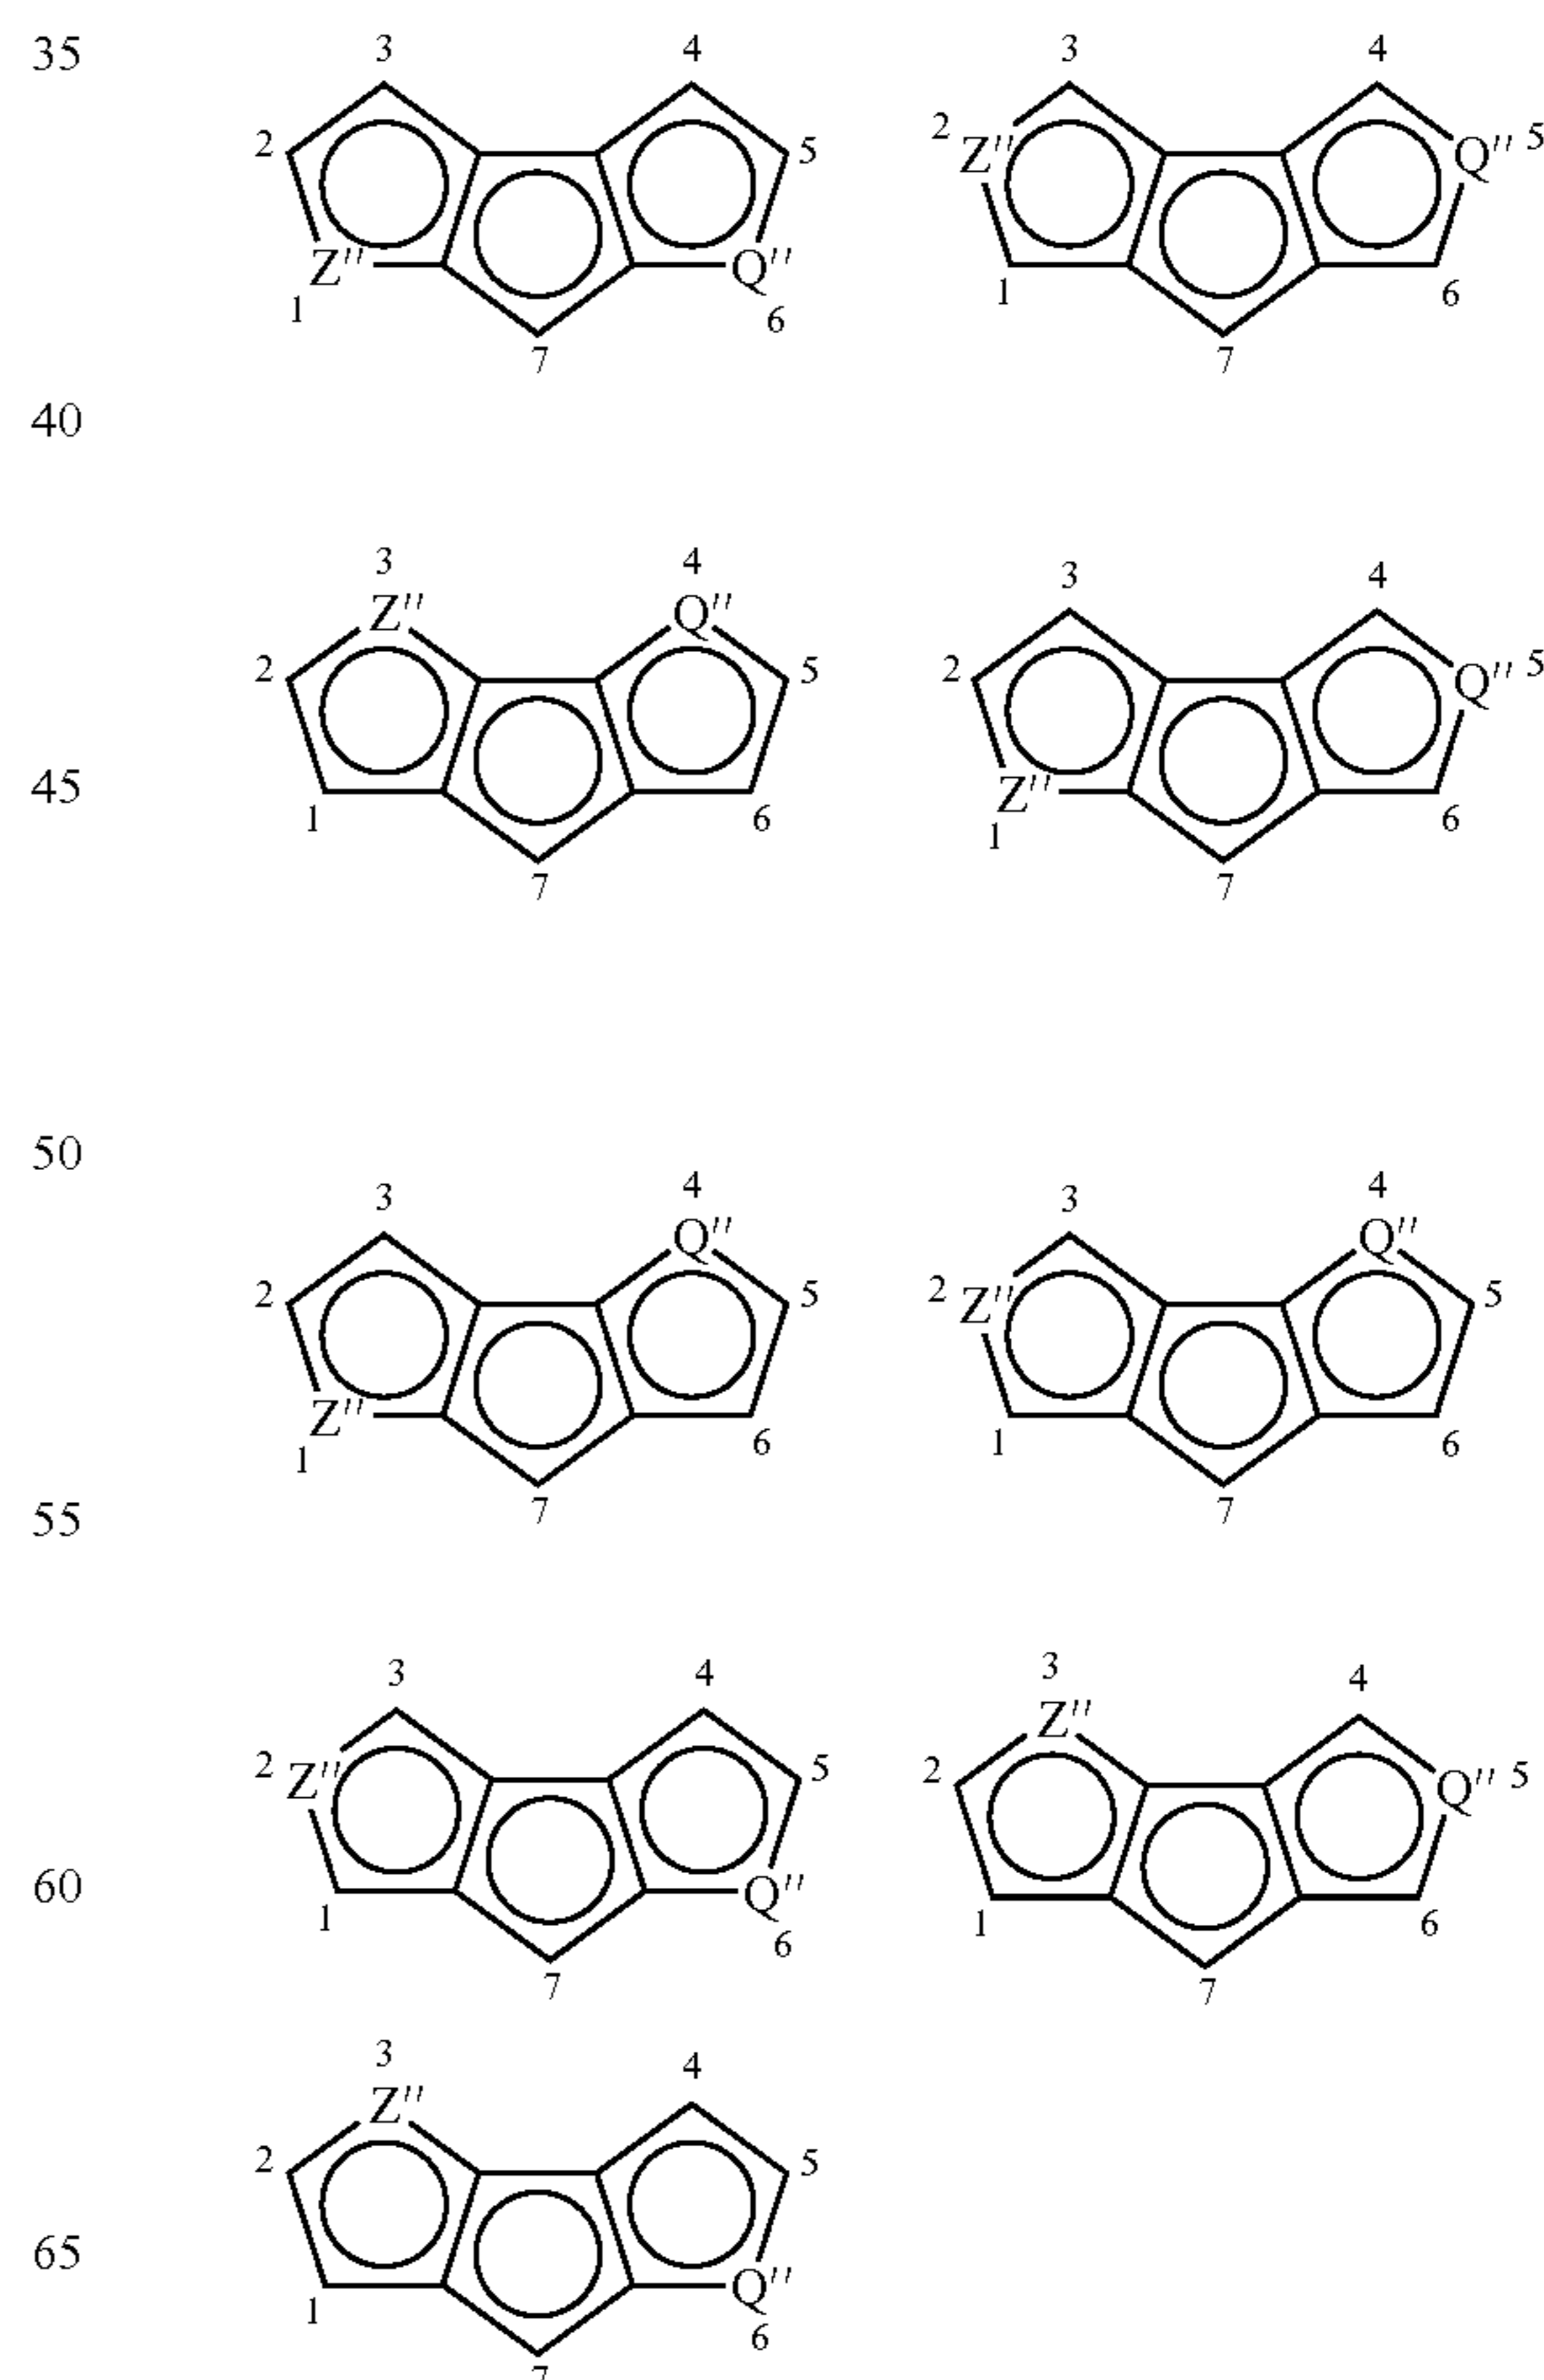 35 3 4 3 4
2 5 2 Z″ Q″ 5
Z″ Q″
1 6 1 6
7 7
40
3 4 3 4
Z″ Q″
2 5 2 Q″ 5
45 Z″
1 6 1 6
7 7
50
3 4 3 4
Q″ Q″
2 5 2 Z″ 5
Z″
1 6 1 6
7 7
55
3 4 3 4
Z″
2 Z″ 5 2 Q″ 5
60 Q″
1 6 1 6
7 7
3 4
Z″
2 5
65 Q″
1 6
7